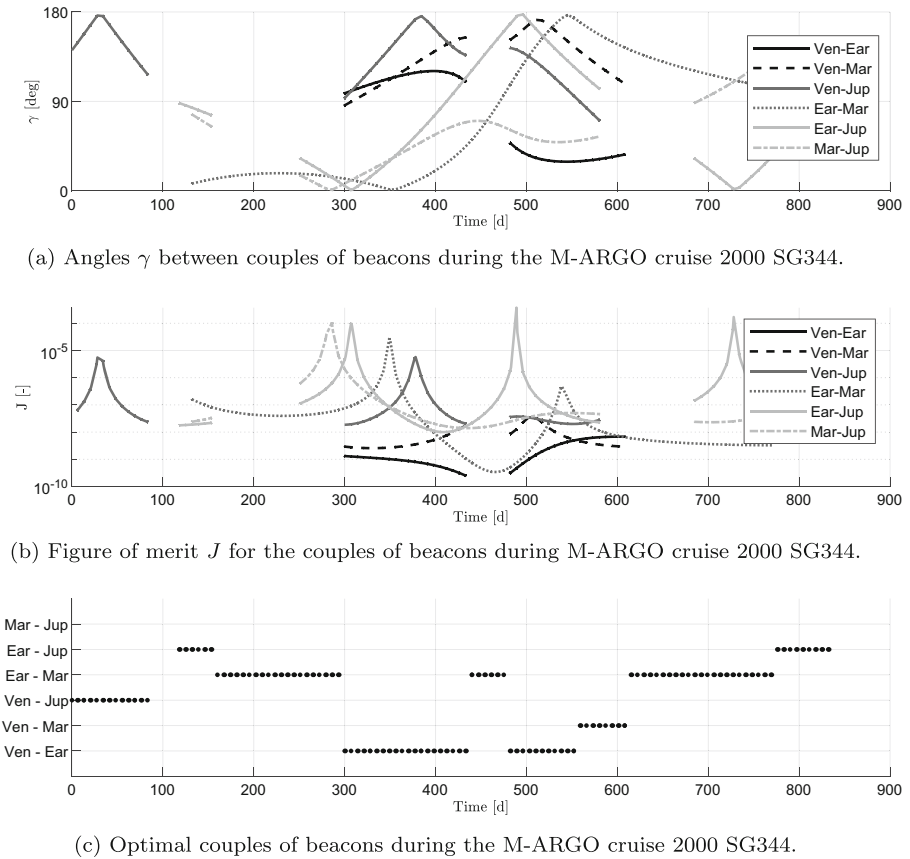 180
90
0
γ [deg]
Ven-Ear
Ven-Mar
Ven-Jup
Ear-Mar
Ear-Jup
Mar-Jup
0 100 200 300 400 500 600 700 800 900
Time [d]
(a) Angles γ between couples of beacons during the M-ARGO cruise 2000 SG344.
10^-5
10^-10
J [-]
Ven-Ear
Ven-Mar
Ven-Jup
Ear-Mar
Ear-Jup
Mar-Jup
0 100 200 300 400 500 600 700 800 900
Time [d]
(b) Figure of merit J for the couples of beacons during M-ARGO cruise 2000 SG344.
Mar - Jup
Ear - Jup
Ear - Mar
Ven - Jup
Ven - Mar
Ven - Ear
0 100 200 300 400 500 600 700 800 900
Time [d]
(c) Optimal couples of beacons during the M-ARGO cruise 2000 SG344.